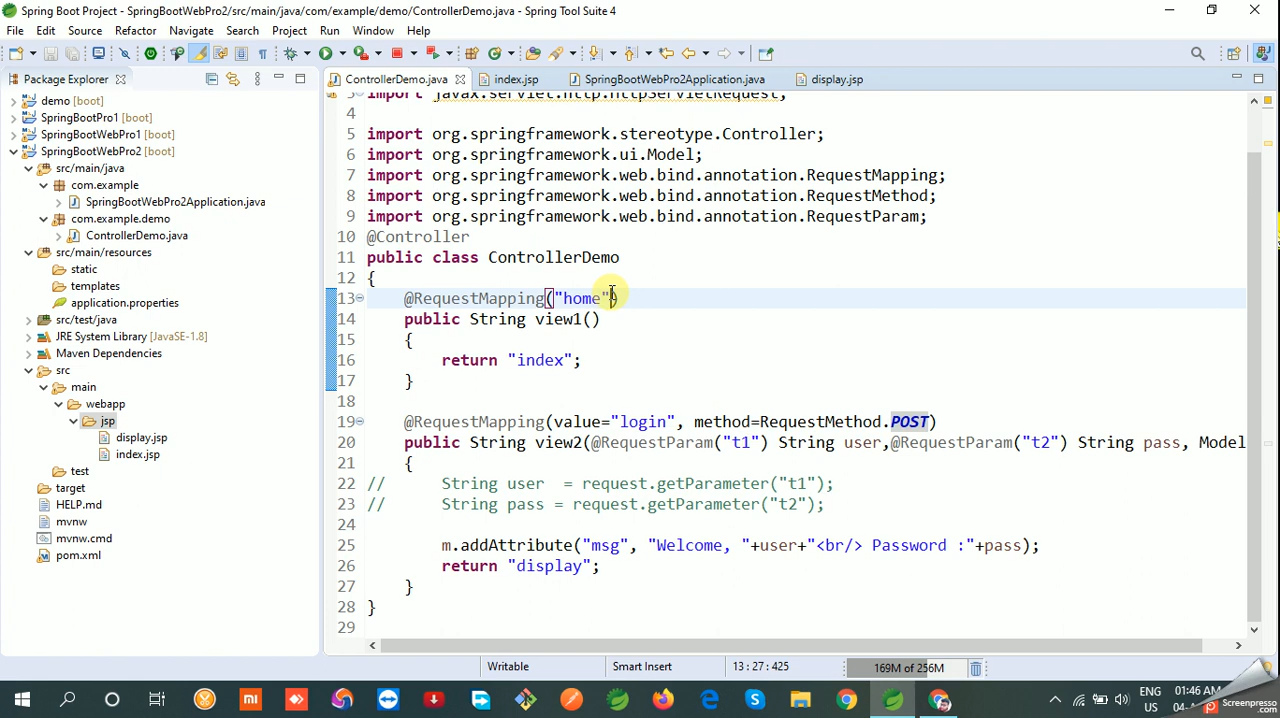 Spring Boot Project - SpringBootWebPro2/src/main/java/com/example/demo/ControllerDemo.java - Spring Tool Suite 4
File Edit Source Refactor Navigate Search Project Run Window Help
Package Explorer
ControllerDemo.java index.jsp SpringBootWebPro2Application.java display.jsp
demo [boot]
SpringBootPro1 [boot]
SpringBootWebPro1 [boot]
SpringBootWebPro2 [boot]
src/main/java
com.example
SpringBootWebPro2Application.java
com.example.demo
ControllerDemo.java
src/main/resources
static
templates
application.properties
src/test/java
JRE System Library [JavaSE-1.8]
Maven Dependencies
src
main
webapp
jsp
display.jsp
index.jsp
test
target
HELP.md
mvnw
mvnw.cmd
pom.xml
3 import javax.servlet.http.HttpServletRequest;
4
5 import org.springframework.stereotype.Controller;
6 import org.springframework.ui.Model;
7 import org.springframework.web.bind.annotation.RequestMapping;
8 import org.springframework.web.bind.annotation.RequestMethod;
9 import org.springframework.web.bind.annotation.RequestParam;
10 @Controller
11 public class ControllerDemo
12 {
13 @RequestMapping("home")
14 public String view1()
15 {
16 return "index";
17 }
18
19 @RequestMapping(value="login", method=RequestMethod.POST)
20 public String view2(@RequestParam("t1") String user,@RequestParam("t2") String pass, Model
21 {
22 // String user = request.getParameter("t1");
23 // String pass = request.getParameter("t2");
24
25 m.addAttribute("msg", "Welcome, "+user+"<br/> Password :"+pass);
26 return "display";
27 }
28 }
29
Writable Smart Insert 13 : 27 : 425 169M of 256M
ENG 01:46 AM
US 04-
Screenpresso.com